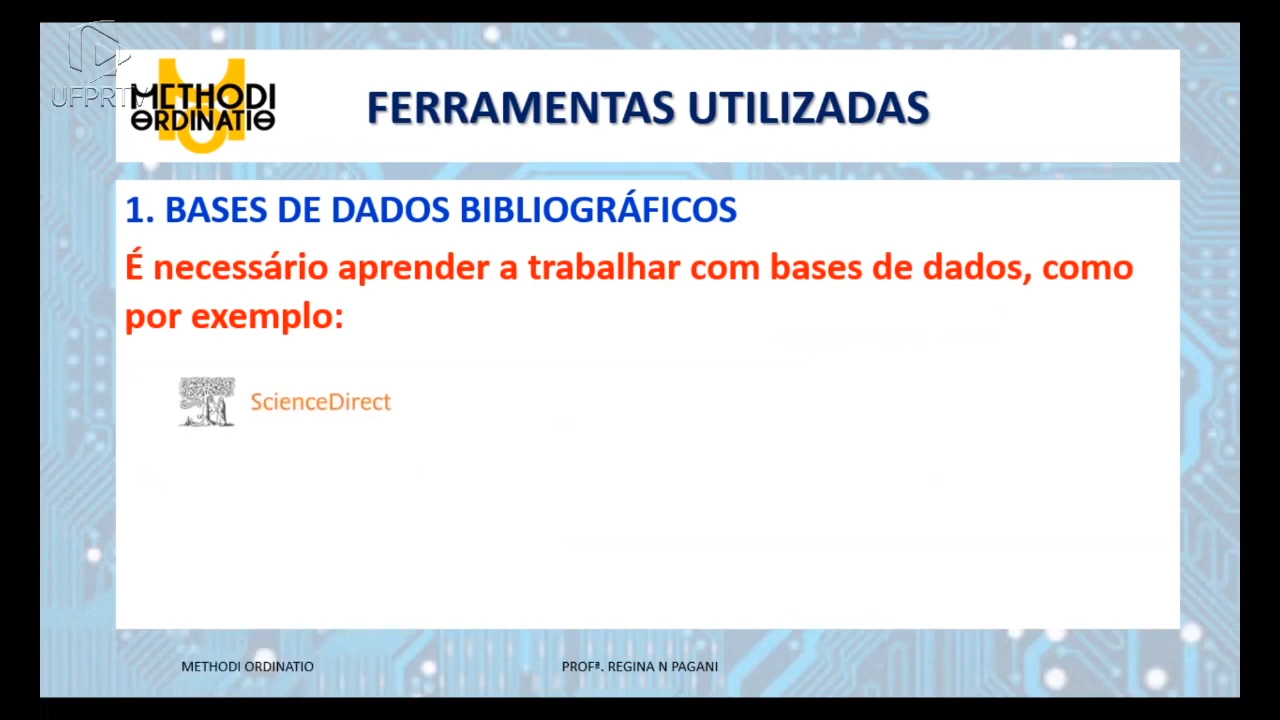 UFPRTV
METHODI
ORDINATIO
FERRAMENTAS UTILIZADAS
1. BASES DE DADOS BIBLIOGRÁFICOS
É necessário aprender a trabalhar com bases de dados, como
por exemplo:
ScienceDirect
METHODI ORDINATIO
PROFª. REGINA N PAGANI